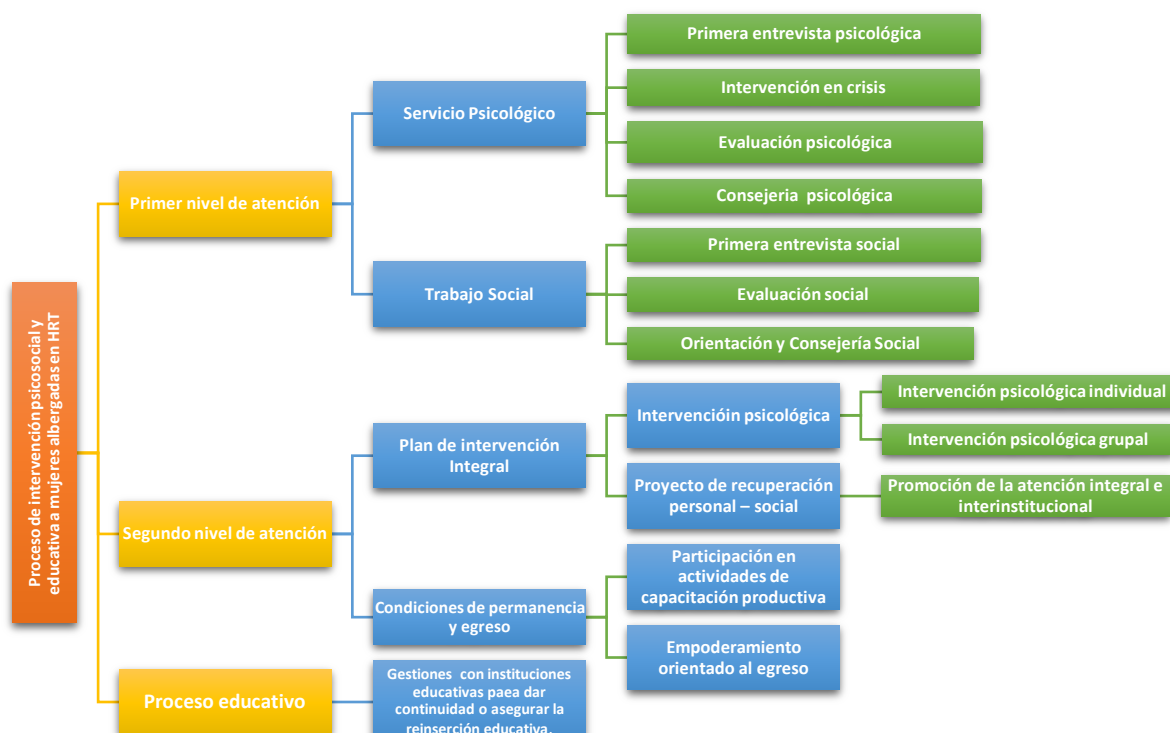 Proceso de intervención psicosocial y
educativa a mujeres albergadas en HRT
Primer nivel de atención
Servicio Psicológico
Primera entrevista psicológica
Intervención en crisis
Evaluación psicológica
Consejeria psicológica
Trabajo Social
Primera entrevista social
Evaluación social
Orientación y Consejería Social
Segundo nivel de atención
Plan de intervención
Integral
Intervencióin psicológica
Intervención psicológica individual
Intervención psicológica grupal
Proyecto de recuperación
personal – social
Promoción de la atención integral e
interinstitucional
Condiciones de permanencia
y egreso
Participación en
actividades de
capacitación productiva
Empoderamiento
orientado al egreso
Proceso educativo
Gestiones con instituciones
educativas paea dar
continuidad o asegurar la
reinserción educativa.